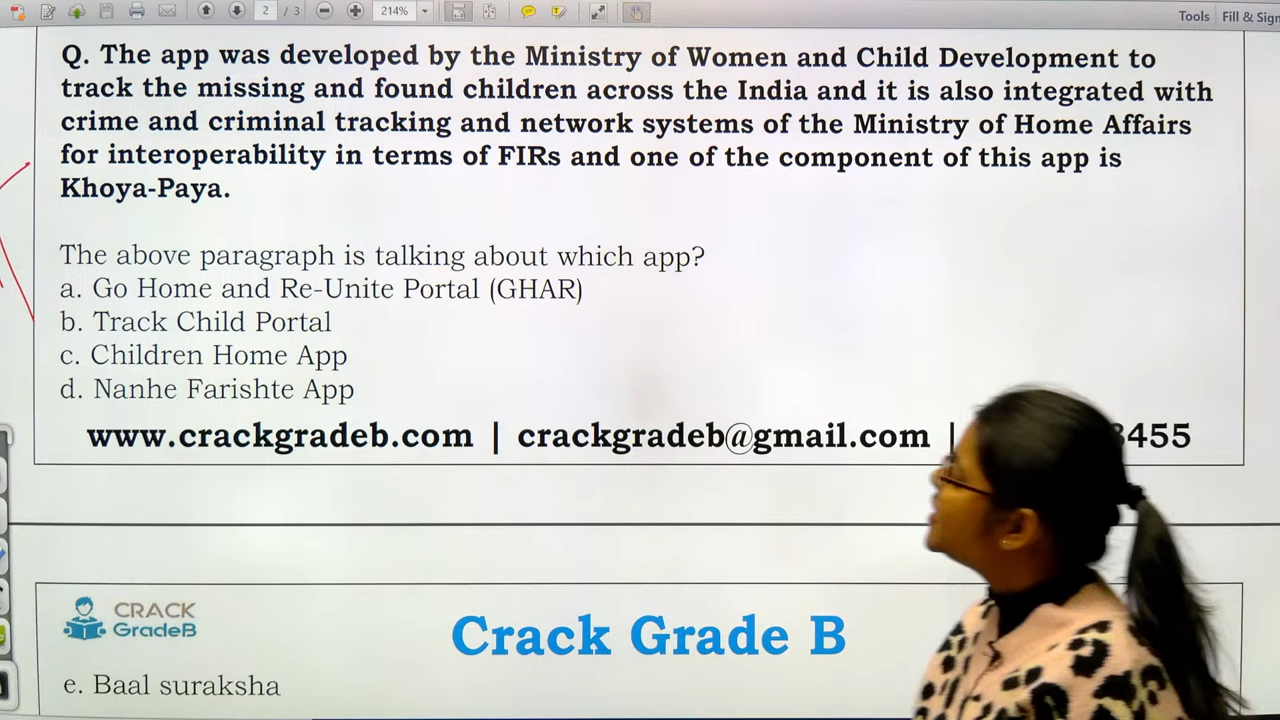 2 / 3
214%
Tools
Fill & Sign
Q. The app was developed by the Ministry of Women and Child Development to
track the missing and found children across the India and it is also integrated with
crime and criminal tracking and network systems of the Ministry of Home Affairs
for interoperability in terms of FIRs and one of the component of this app is
Khoya-Paya.
The above paragraph is talking about which app?
a. Go Home and Re-Unite Portal (GHAR)
b. Track Child Portal
c. Children Home App
d. Nanhe Farishte App
www.crackgradeb.com | crackgradeb@gmail.com | 3455
CRACK
GradeB
Crack Grade B
e. Baal suraksha